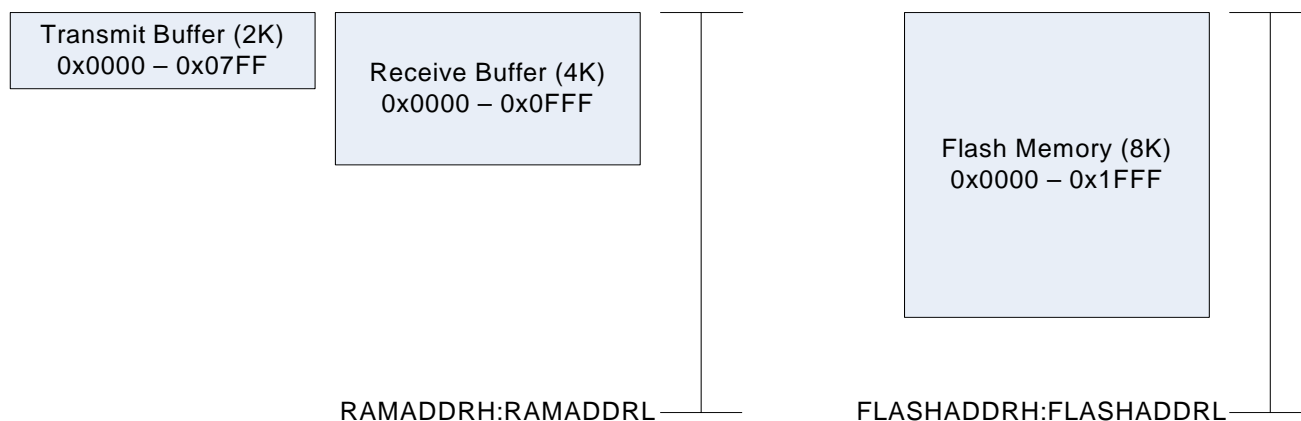 Transmit Buffer (2K)
0x0000 – 0x07FF
Receive Buffer (4K)
0x0000 – 0x0FFF
Flash Memory (8K)
0x0000 – 0x1FFF
RAMADDRH:RAMADDRL
FLASHADDRH:FLASHADDRL